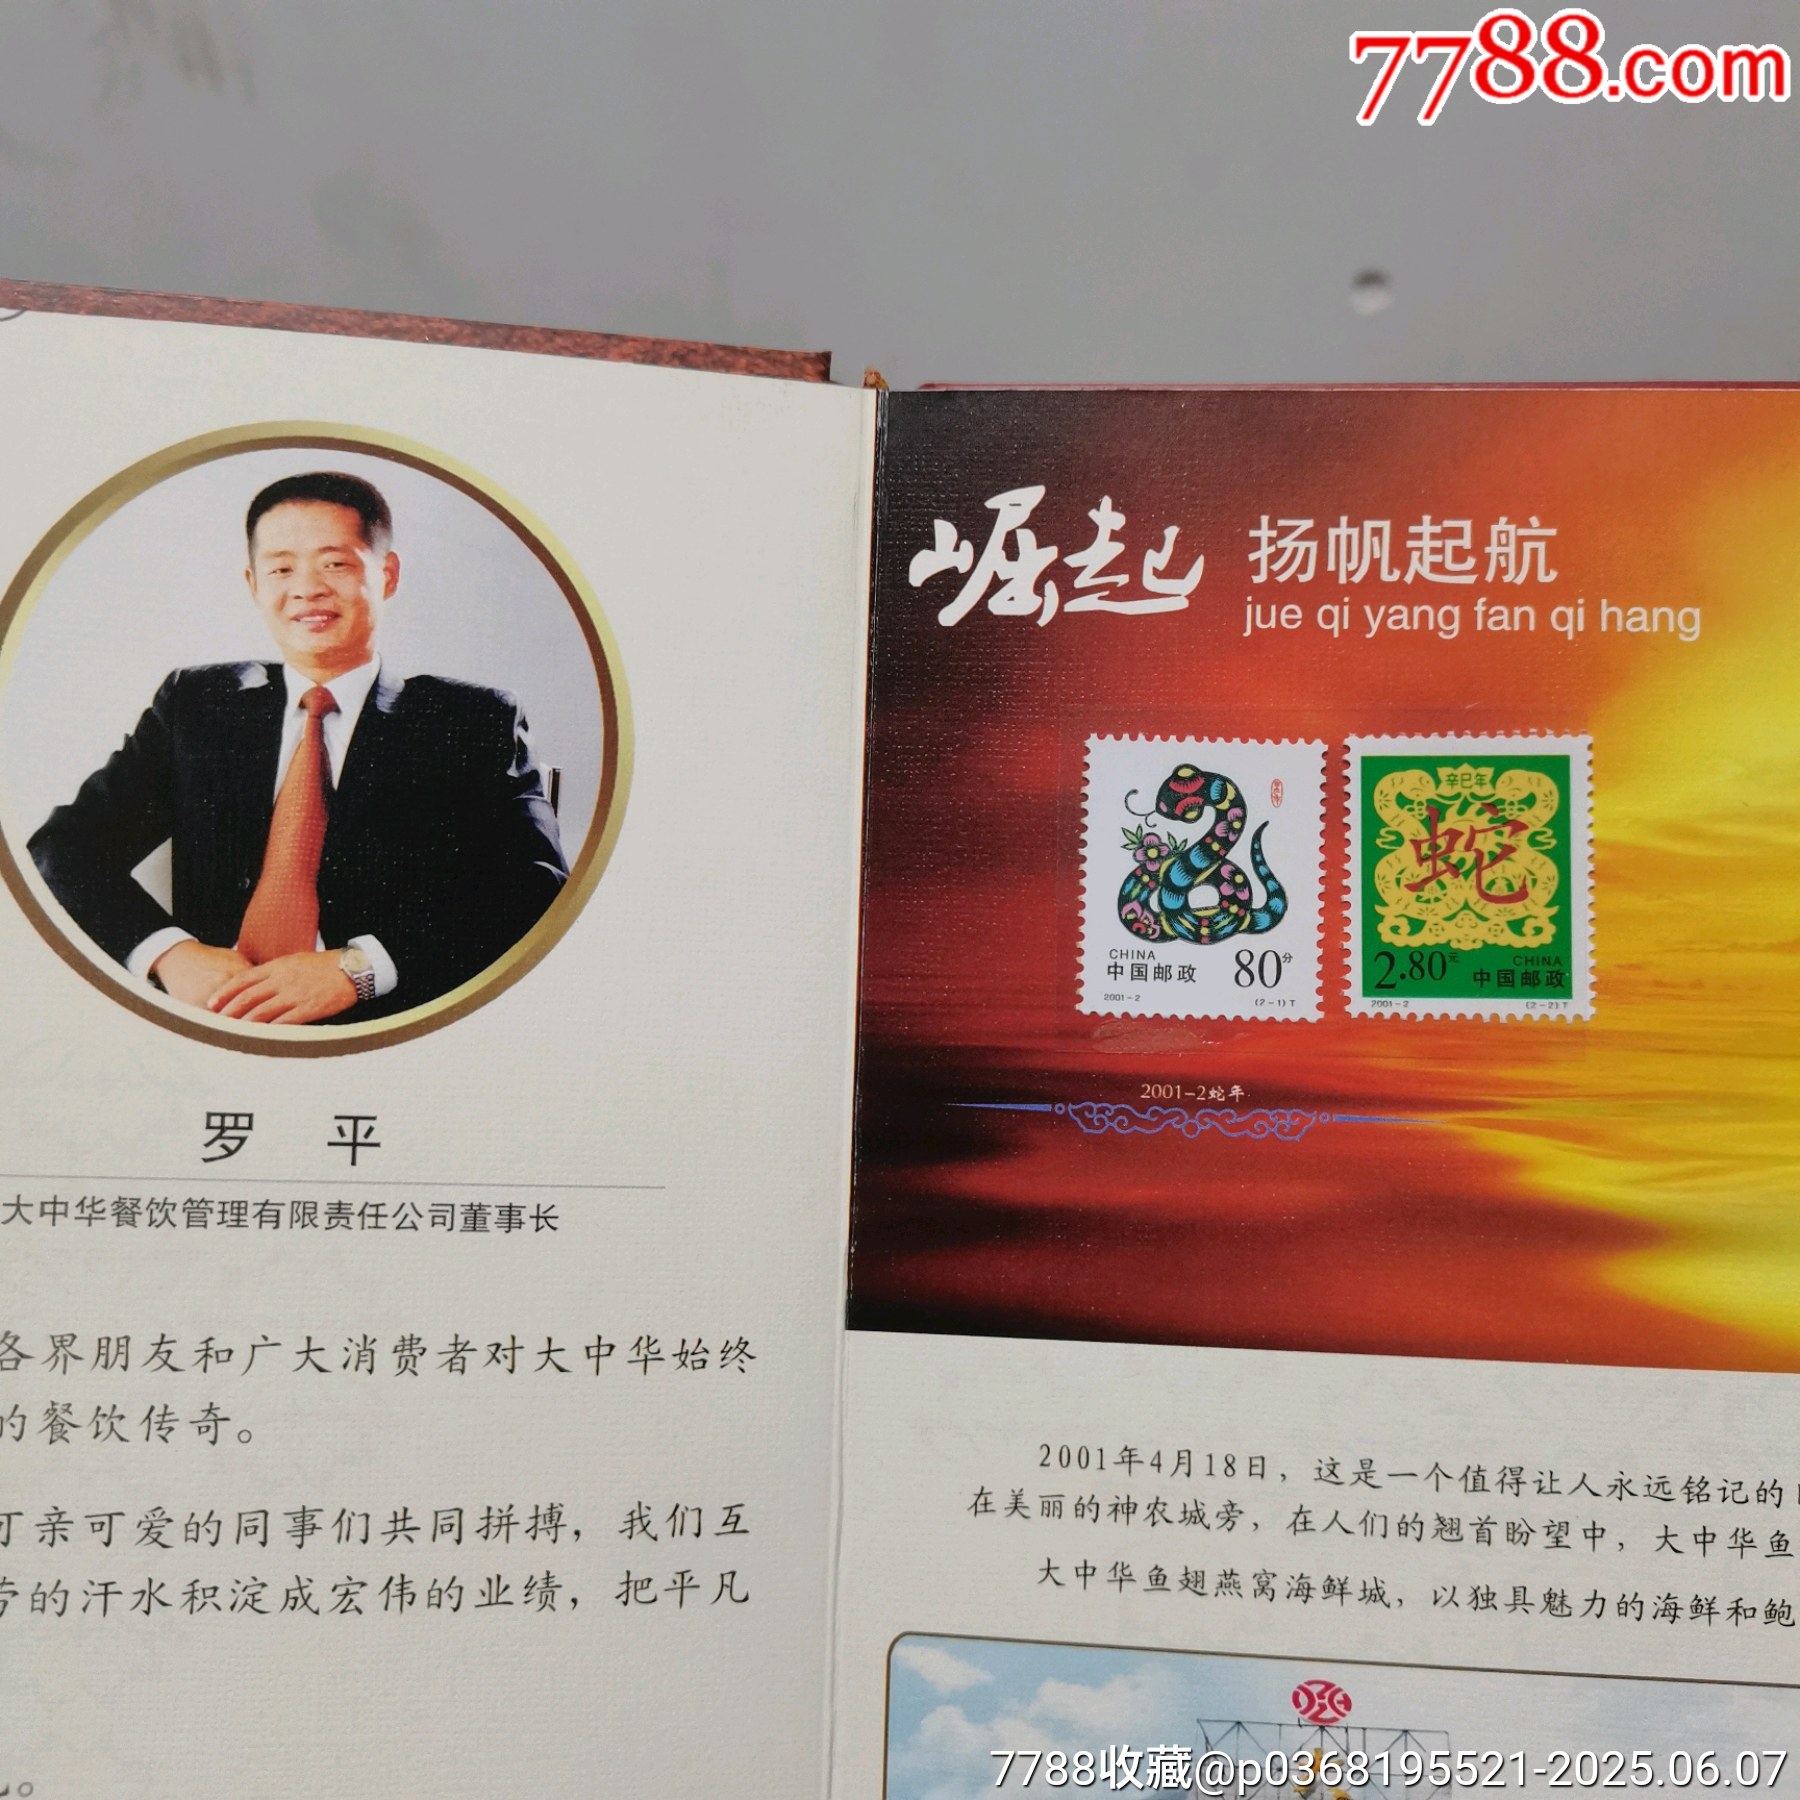 7788.com
罗 平
大中华餐饮管理有限责任公司董事长
各界朋友和广大消费者对大中华始终
的餐饮传奇。
可亲可爱的同事们共同拼搏，我们互
劳的汗水积淀成宏伟的业绩，把平凡
崛起 扬帆起航
jue qi yang fan qi hang
CHINA
中国邮政 80分
2001-2 (2-1)T
辛巳年
蛇
2.80元 CHINA
中国邮政
2001-2 (2-2)T
2001-2蛇年
2001年4月18日，这是一个值得让人永远铭记的
在美丽的神农城旁，在人们的翘首盼望中，大中华鱼
大中华鱼翅燕窝海鲜城，以独具魅力的海鲜和鲍
7788收藏@p0368195521-2025.06.07